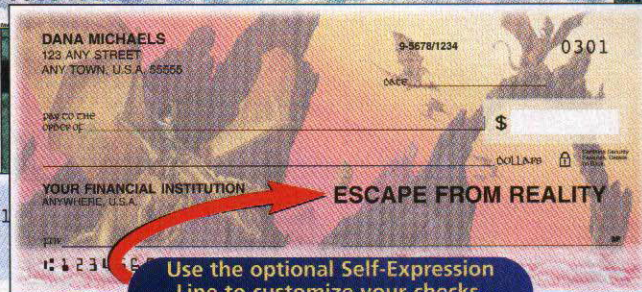 DANA MICHAELS
123 ANY STREET
ANY TOWN, U.S.A. 55555
9-5678/1234
0301
DATE
PAY TO THE
ORDER OF
$
DOLLARS
YOUR FINANCIAL INSTITUTION
ANYWHERE, U.S.A.
ESCAPE FROM REALITY
FOR
Use the optional Self-Expression
Line to customize your checks